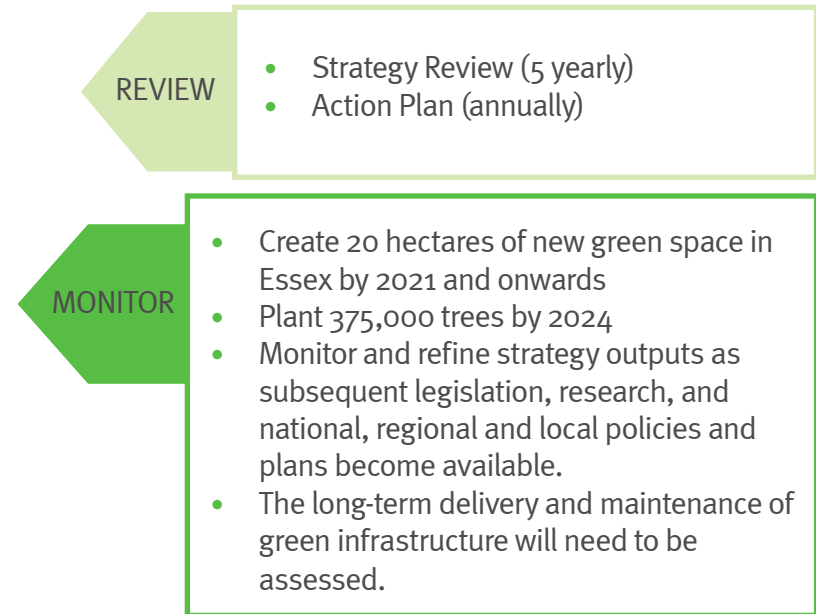 REVIEW
• Strategy Review (5 yearly)
• Action Plan (annually)
MONITOR
• Create 20 hectares of new green space in
Essex by 2021 and onwards
• Plant 375,000 trees by 2024
• Monitor and refine strategy outputs as
subsequent legislation, research, and
national, regional and local policies and
plans become available.
• The long-term delivery and maintenance of
green infrastructure will need to be
assessed.